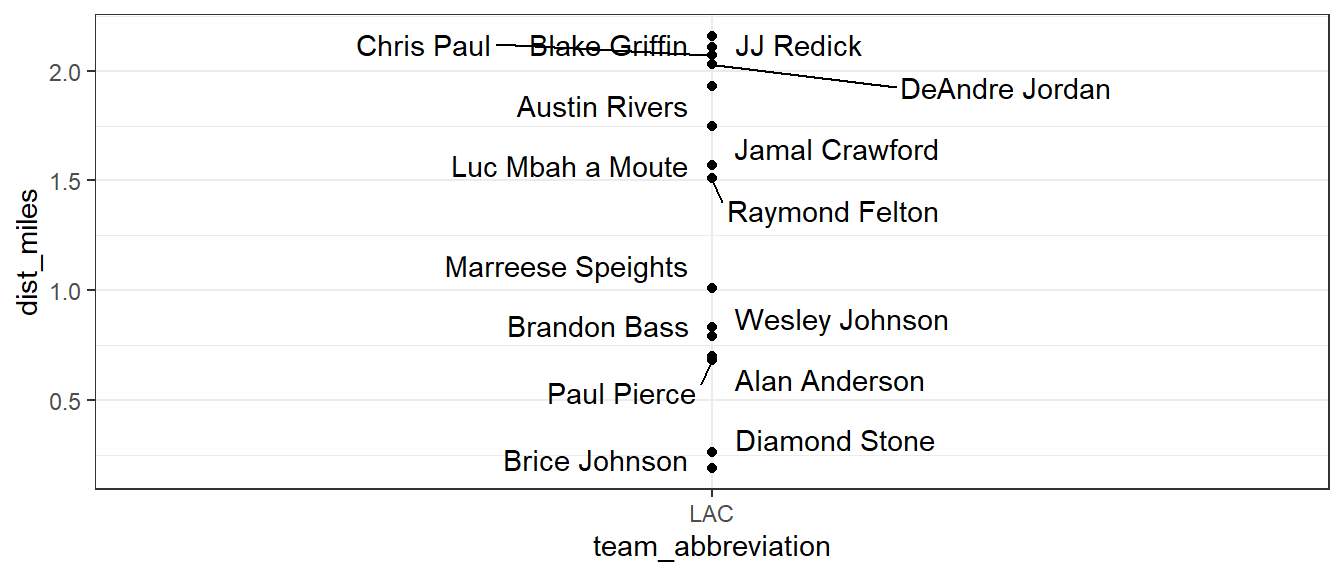 Chris Paul
Blake Griffin
JJ Redick
2.0
DeAndre Jordan
Austin Rivers
Jamal Crawford
Luc Mbah a Moute
1.5
Raymond Felton
dist_miles
Marreese Speights
1.0
Wesley Johnson
Brandon Bass
Alan Anderson
Paul Pierce
0.5
Diamond Stone
Brice Johnson
LAC
team_abbreviation